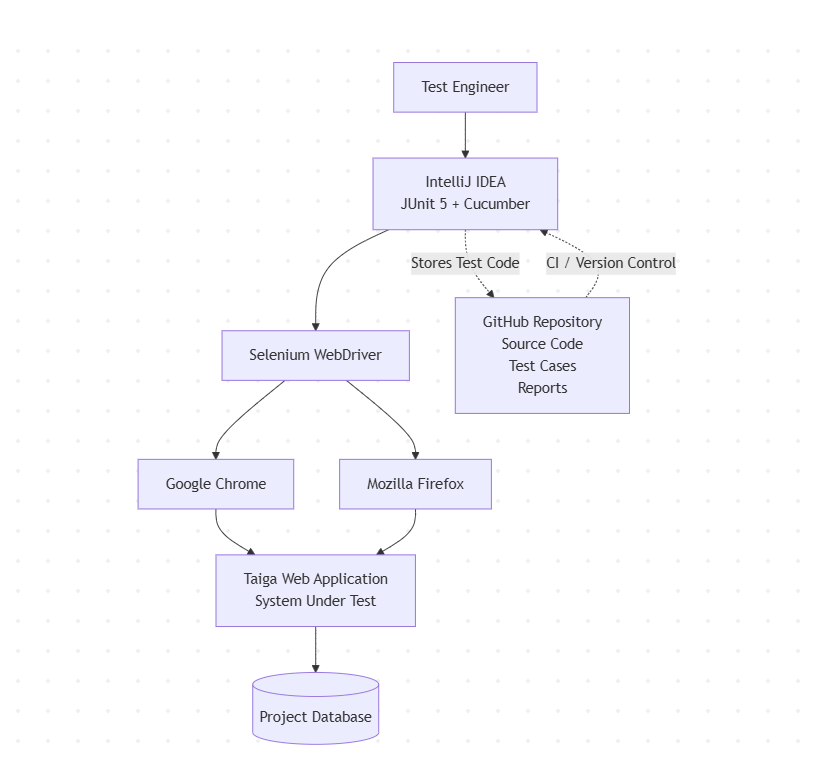 Test Engineer
IntelliJ IDEA
JUnit 5 + Cucumber
Stores Test Code
CI / Version Control
GitHub Repository
Source Code
Test Cases
Reports
Selenium WebDriver
Google Chrome
Mozilla Firefox
Taiga Web Application
System Under Test
Project Database